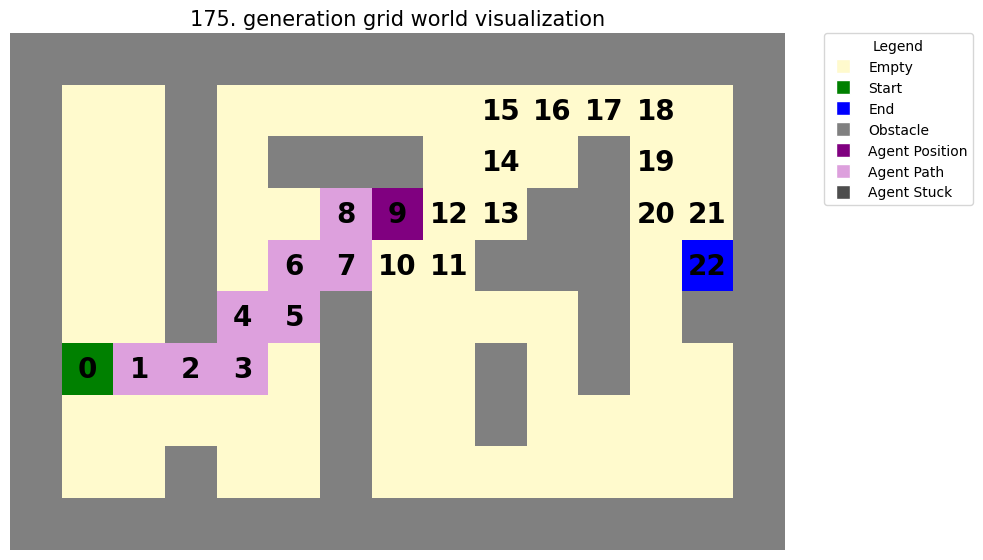 175. generation grid world visualization
Legend
Empty
Start
End
Obstacle
Agent Position
Agent Path
Agent Stuck
15 16 17 18
14 19
8 9 12 13 20 21
6 7 10 11 22
4 5
0 1 2 3